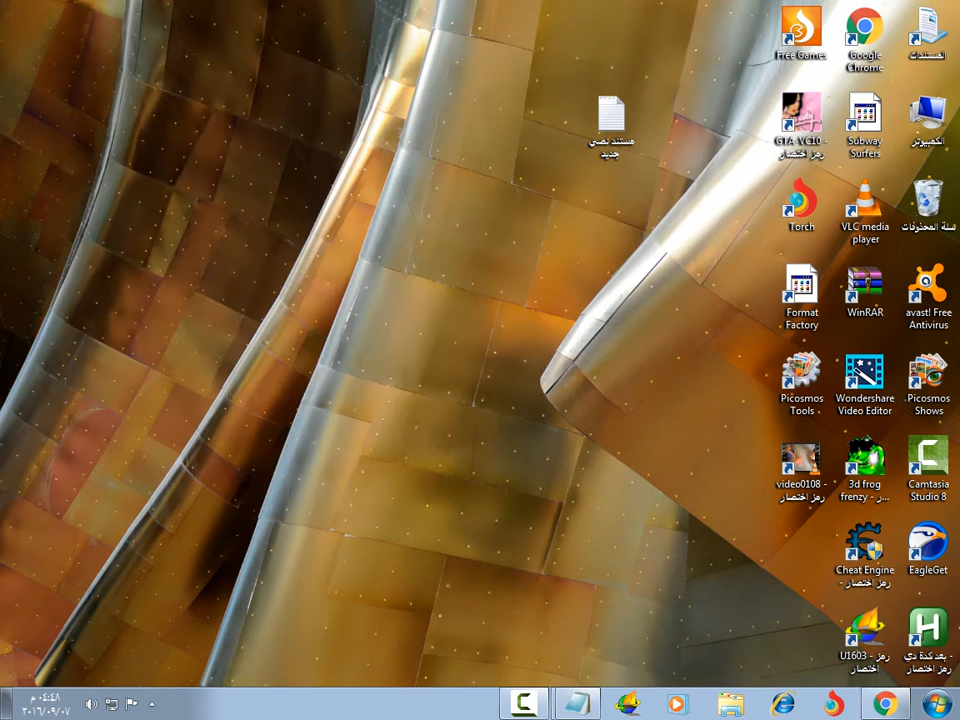 المستندات
Google
Chrome
Free Games
الكمبيوتر
Subway
Surfers
GTA-VC10 -
رمز اختصار
مستند نصي
جديد
سلة المحذوفات
VLC media
player
Torch
avast! Free
Antivirus
WinRAR
Format
Factory
Picosmos
Shows
Wondershare
Video Editor
Picosmos
Tools
Camtasia
Studio 8
3d frog
frenzy - ر...
video0108 -
رمز اختصار
EagleGet
Cheat Engine
رمز اختصار -
بعد كدة دي -
رمز اختصار
U1603 - رمز
اختصار
٠٤:٤٨ م
٢٠١٦/٠٩/٠٧